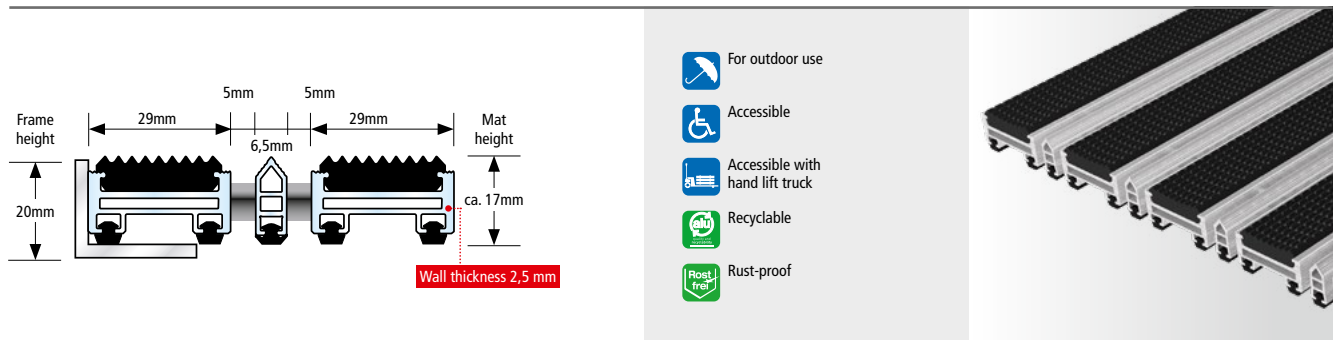 5mm
5mm
Frame
height
29mm
29mm
Mat
height
6,5mm
20mm
ca. 17mm
Wall thickness 2,5 mm
For outdoor use
Accessible
Accessible with
hand lift truck
alu
Recyclable
Rost
frei
Rust-proof